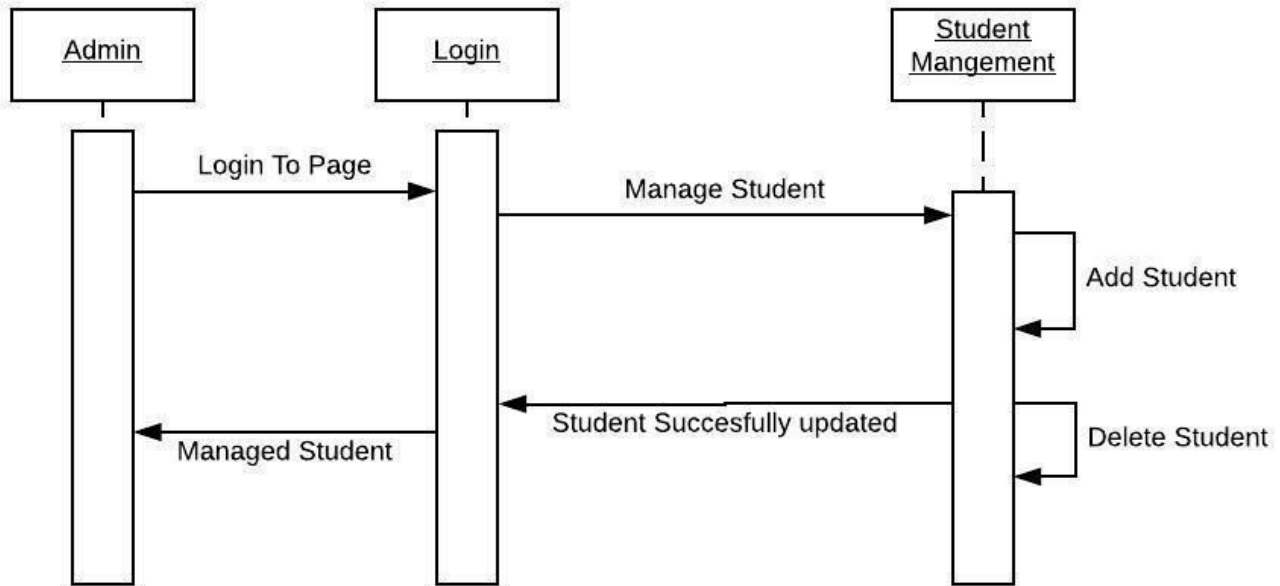 Admin
Login
Student
Mangement
Login To Page
Manage Student
Add Student
Student Succesfully updated
Delete Student
Managed Student